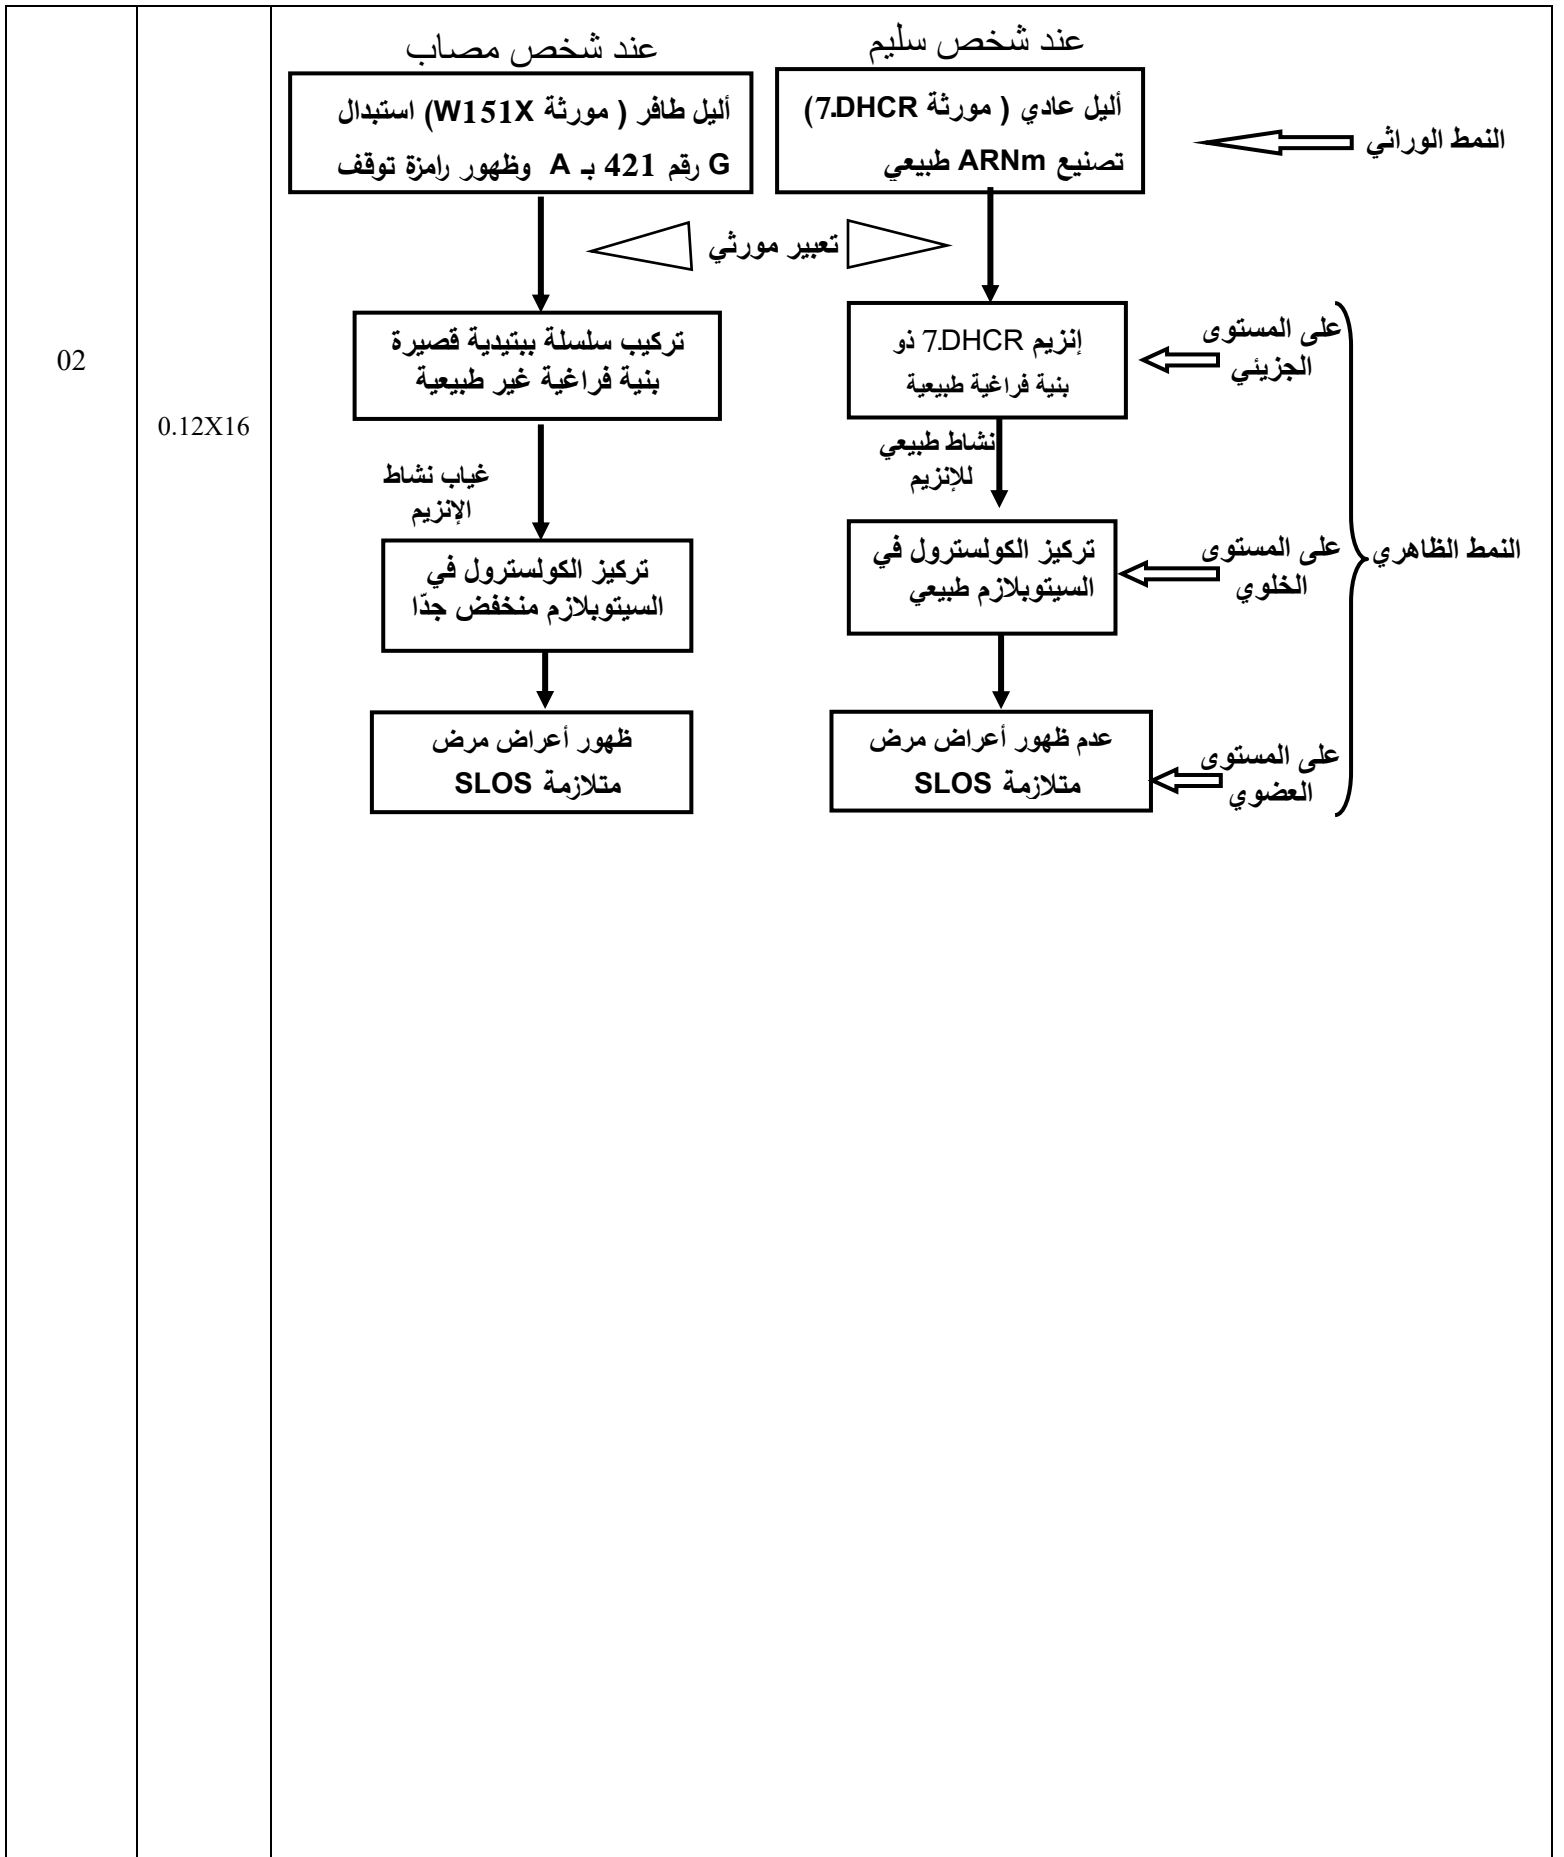 02
0.12X16
عند شخص سليم
عند شخص مصاب
النمط الوراثي
أليل عادي ( مورثة 7.DHCR)
تصنيع ARNm طبيعي
أليل طافر ( مورثة W151X) استبدال
G رقم 421 بـ A وظهور رامزة توقف
تعبير مورثي
النمط الظاهري
على المستوى
الجزيئي
إنزيم 7.DHCR ذو
بنية فراغية طبيعية
تركيب سلسلة ببتيدية قصيرة
بنية فراغية غير طبيعية
نشاط طبيعي
للإنزيم
غياب نشاط
الإنزيم
على المستوى
الخلوي
تركيز الكولسترول في
السيتوبلازم طبيعي
تركيز الكولسترول في
السيتوبلازم منخفض جدّا
على المستوى
العضوي
عدم ظهور أعراض مرض
متلازمة SLOS
ظهور أعراض مرض
متلازمة SLOS